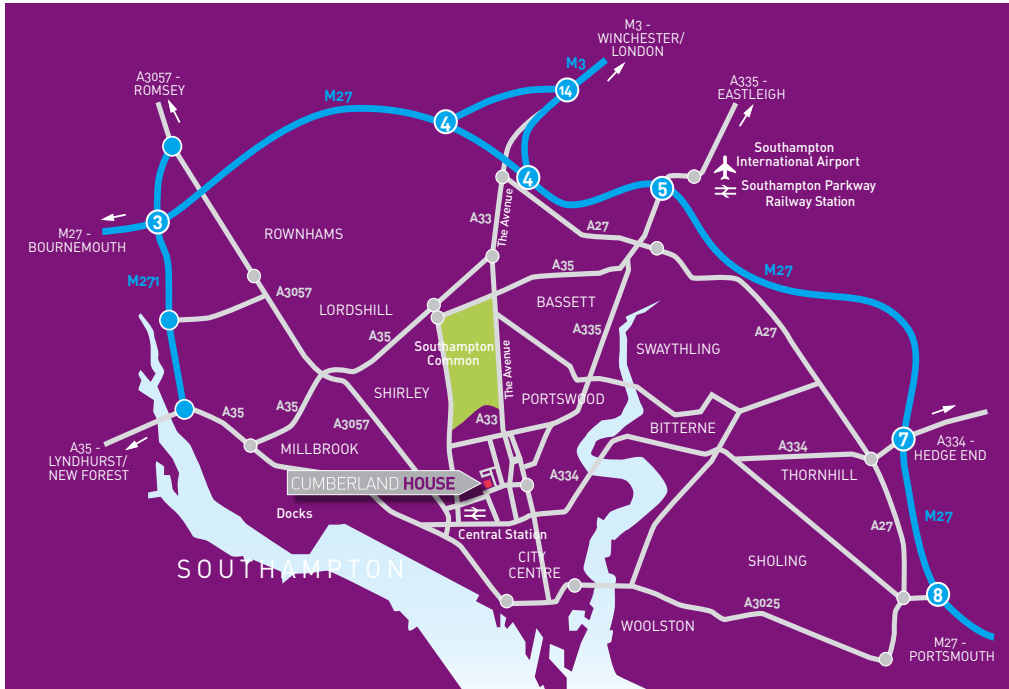 M3 -
WINCHESTER/
LONDON
M3
14
A3057 -
ROMSEY
M27
4
A335 -
EASTLEIGH
Southampton
International Airport
Southampton Parkway
Railway Station
4
5
3
M27 -
BOURNEMOUTH
ROWNHAMS
A33
The Avenue
A27
M27
M271
A3057
LORDSHILL
A35
BASSETT
A35
A335
A27
Southampton
Common
The Avenue
SWAYTHLING
SHIRLEY
PORTSWOOD
A35
A35
A3057
A33
BITTERNE
A35 -
LYNDHURST/
NEW FOREST
MILLBROOK
A334
A334
THORNHILL
7
A334 -
HEDGE END
CUMBERLAND HOUSE
Docks
Central Station
A27
M27
SOUTHAMPTON
CITY
CENTRE
SHOLING
8
A3025
WOOLSTON
M27 -
PORTSMOUTH